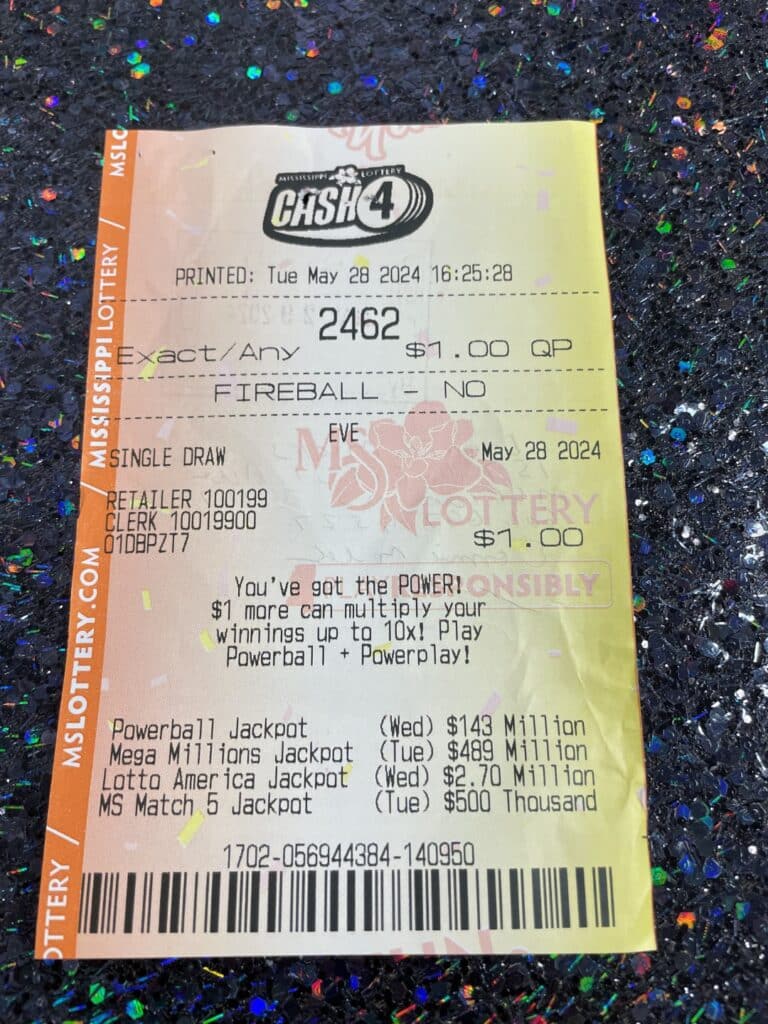 MISSISSIPPI LOTTERY
CASH 4
PRINTED: Tue May 28 2024 16:25:28
2462
Exact/Any $1.00 QP
FIREBALL - NO
EVE
SINGLE DRAW May 28 2024
RETAILER 100199
CLERK 10019900
01DBPZT7
$1.00
MS LOTTERY
PLAY RESPONSIBLY
You've got the POWER!
$1 more can multiply your
winnings up to 10x! Play
Powerball + Powerplay!
Powerball Jackpot (Wed) $143 Million
Mega Millions Jackpot (Tue) $489 Million
Lotto America Jackpot (Wed) $2.70 Million
MS Match 5 Jackpot (Tue) $500 Thousand
1702-056944384-140950
OTTERY / MSLOTTERY.COM / MISSISSIPPI LOTTERY / MSLO